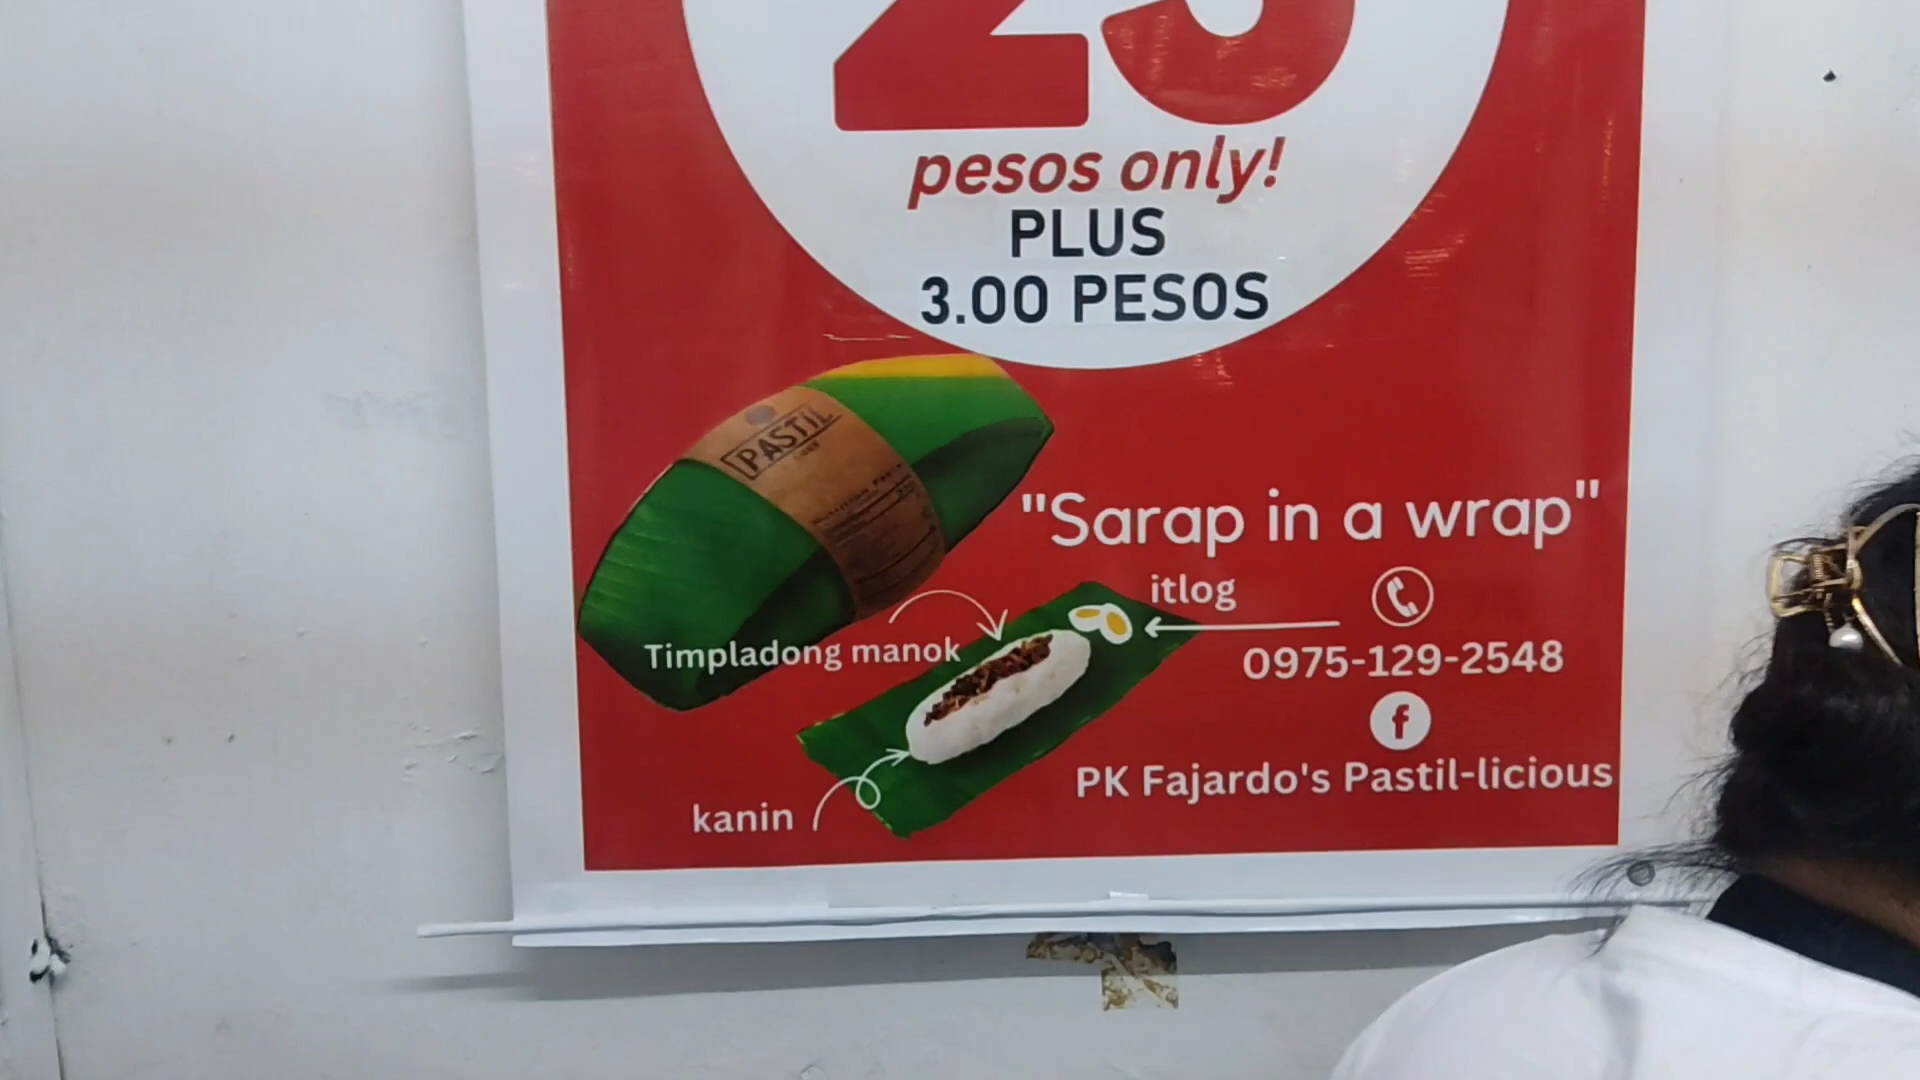 25
pesos only!
PLUS
3.00 PESOS
PASTIL
"Sarap in a wrap"
itlog
Timpladong manok
0975-129-2548
kanin
PK Fajardo's Pastil-licious